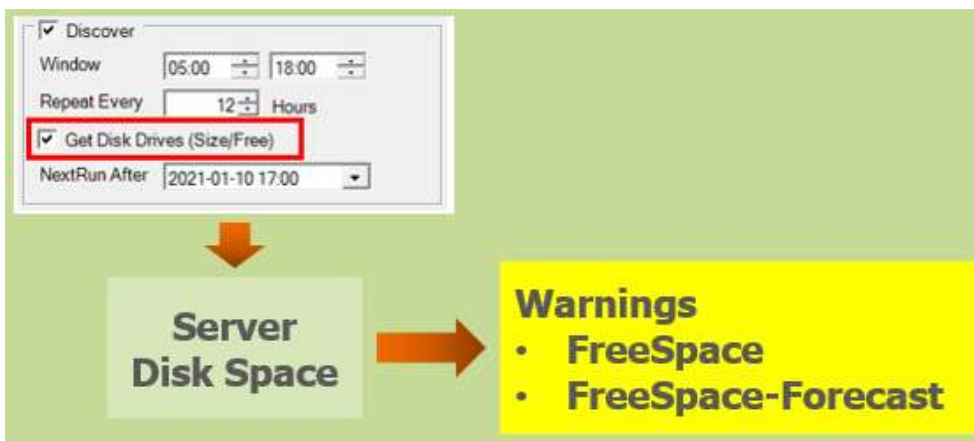 Discover
Window 05:00 18:00
Repeat Every 12 Hours
Get Disk Drives (Size/Free)
NextRun After 2021-01-10 17:00
Server
Disk Space
Warnings
• FreeSpace
• FreeSpace-Forecast